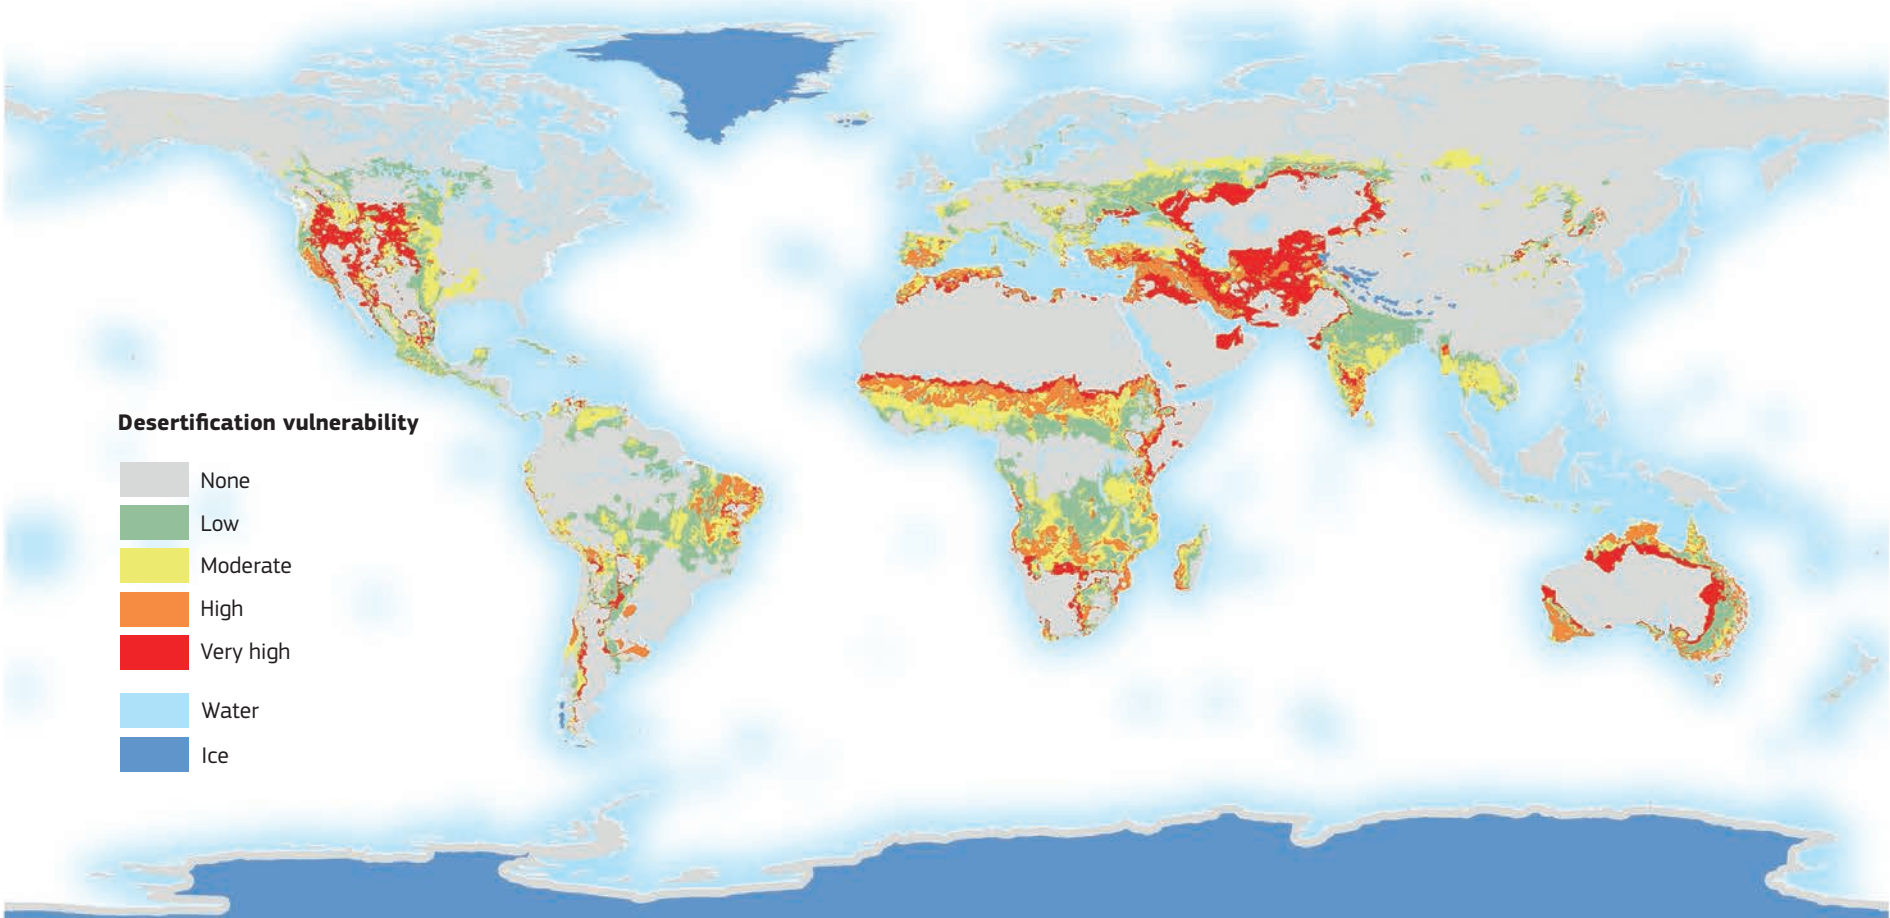 Desertification vulnerability
None
Low
Moderate
High
Very high
Water
Ice